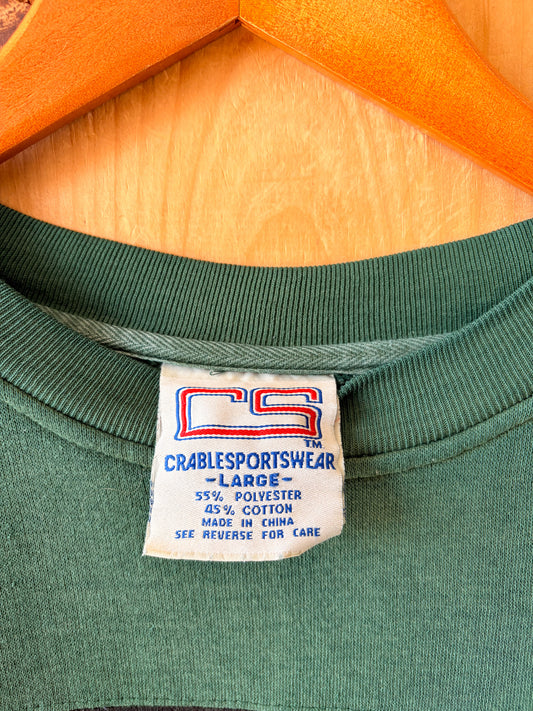 CS
TM
CRABLESPORTSWEAR
-LARGE-
55% POLYESTER
45% COTTON
MADE IN CHINA
SEE REVERSE FOR CARE